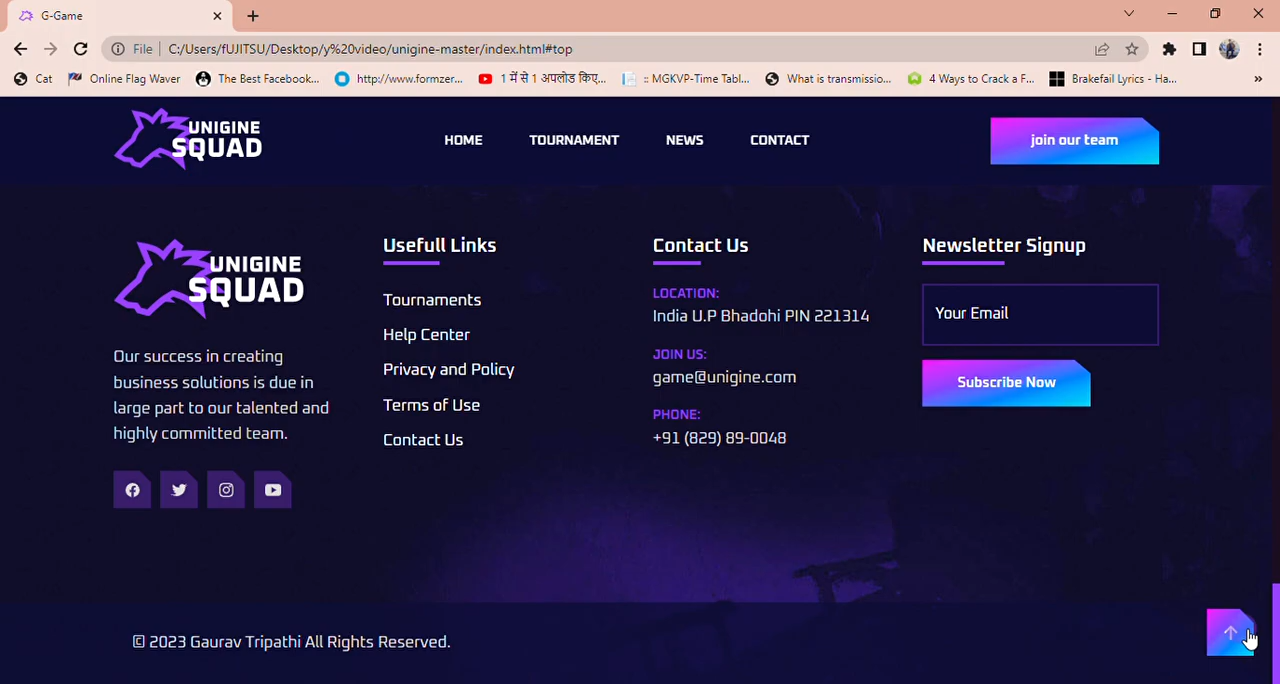 G-Game
File
C:/Users/fUJITSU/Desktop/y%20video/unigine-master/index.html#top
Cat
Online Flag Waver
The Best Facebook...
http://www.formzer...
1 में से 1 अपलोड किए...
:: MGKVP-Time Tabl...
What is transmissio...
4 Ways to Crack a F...
Brakefail Lyrics - Ha...
UNIGINE
SQUAD
HOME
TOURNAMENT
NEWS
CONTACT
join our team
UNIGINE
SQUAD
Our success in creating
business solutions is due in
large part to our talented and
highly committed team.
Usefull Links
Tournaments
Help Center
Privacy and Policy
Terms of Use
Contact Us
Contact Us
LOCATION:
India U.P Bhadohi PIN 221314
JOIN US:
game@unigine.com
PHONE:
+91 (829) 89-0048
Newsletter Signup
Your Email
Subscribe Now
© 2023 Gaurav Tripathi All Rights Reserved.